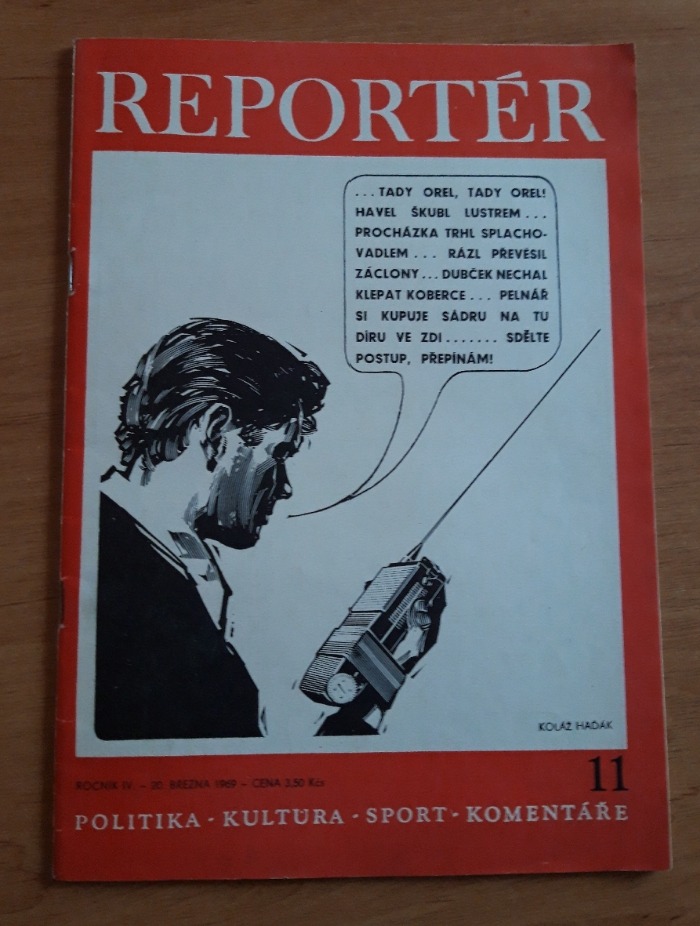 REPORTÉR
...TADY OREL, TADY OREL!
HAVEL ŠKUBL LUSTREM...
PROCHÁZKA TRHL SPLACHO-
VADLEM... RÁZL PŘEVĚSIL
ZÁCLONY... DUBČEK NECHAL
KLEPAT KOBERCE... PELNÁŘ
SI KUPUJE SÁDRU NA TU
DÍRU VE ZDI....... SDĚLTE
POSTUP, PŘEPÍNÁM!
KOLÁŽ HAĎÁK
ROČNÍK IV. – 20. BŘEZNA 1969 – CENA 3,50 Kčs
11
POLITIKA - KULTURA - SPORT - KOMENTÁŘE